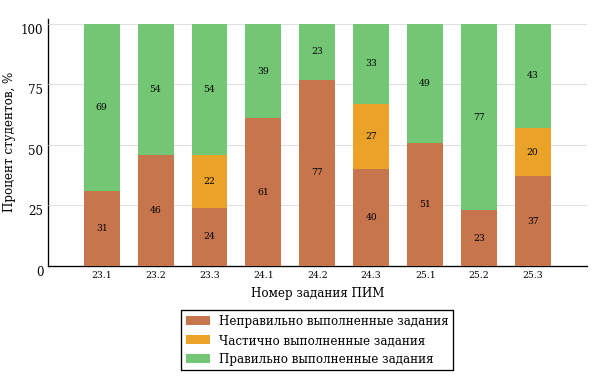 Процент студентов, %
100
75
50
25
0
69 54 54 39 23 33 49 77 43
22 27 20
31 46 24 61 77 40 51 23 37
23.1 23.2 23.3 24.1 24.2 24.3 25.1 25.2 25.3
Номер задания ПИМ
Неправильно выполненные задания
Частично выполненные задания
Правильно выполненные задания